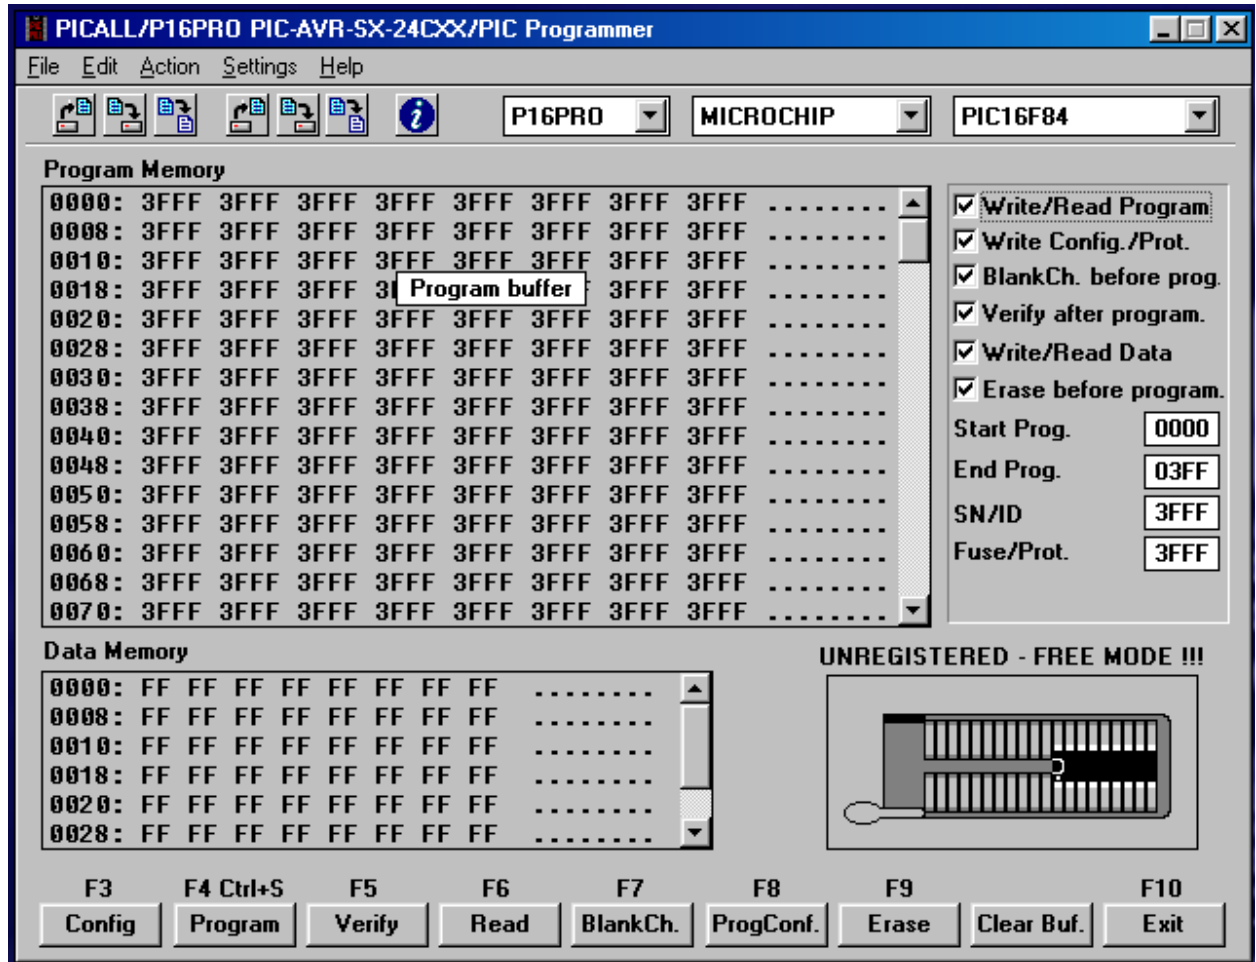 PICALL/P16PRO PIC-AVR-SX-24CXX/PIC Programmer
File Edit Action Settings Help
P16PRO MICROCHIP PIC16F84
Program Memory
0000: 3FFF 3FFF 3FFF 3FFF 3FFF 3FFF 3FFF 3FFF ........
0008: 3FFF 3FFF 3FFF 3FFF 3FFF 3FFF 3FFF 3FFF ........
0010: 3FFF 3FFF 3FFF 3FFF 3FFF 3FFF 3FFF 3FFF ........
0018: 3FFF 3FFF 3FFF Program buffer 3FFF 3FFF ........
0020: 3FFF 3FFF 3FFF 3FFF 3FFF 3FFF 3FFF 3FFF ........
0028: 3FFF 3FFF 3FFF 3FFF 3FFF 3FFF 3FFF 3FFF ........
0030: 3FFF 3FFF 3FFF 3FFF 3FFF 3FFF 3FFF 3FFF ........
0038: 3FFF 3FFF 3FFF 3FFF 3FFF 3FFF 3FFF 3FFF ........
0040: 3FFF 3FFF 3FFF 3FFF 3FFF 3FFF 3FFF 3FFF ........
0048: 3FFF 3FFF 3FFF 3FFF 3FFF 3FFF 3FFF 3FFF ........
0050: 3FFF 3FFF 3FFF 3FFF 3FFF 3FFF 3FFF 3FFF ........
0058: 3FFF 3FFF 3FFF 3FFF 3FFF 3FFF 3FFF 3FFF ........
0060: 3FFF 3FFF 3FFF 3FFF 3FFF 3FFF 3FFF 3FFF ........
0068: 3FFF 3FFF 3FFF 3FFF 3FFF 3FFF 3FFF 3FFF ........
0070: 3FFF 3FFF 3FFF 3FFF 3FFF 3FFF 3FFF 3FFF ........
Write/Read Program
Write Config./Prot.
BlankCh. before prog.
Verify after program.
Write/Read Data
Erase before program.
Start Prog. 0000
End Prog. 03FF
SN/ID 3FFF
Fuse/Prot. 3FFF
Data Memory
0000: FF FF FF FF FF FF FF FF ........
0008: FF FF FF FF FF FF FF FF ........
0010: FF FF FF FF FF FF FF FF ........
0018: FF FF FF FF FF FF FF FF ........
0020: FF FF FF FF FF FF FF FF ........
0028: FF FF FF FF FF FF FF FF ........
UNREGISTERED - FREE MODE !!!
F3 F4 Ctrl+S F5 F6 F7 F8 F9 F10
Config Program Verify Read BlankCh. ProgConf. Erase Clear Buf. Exit